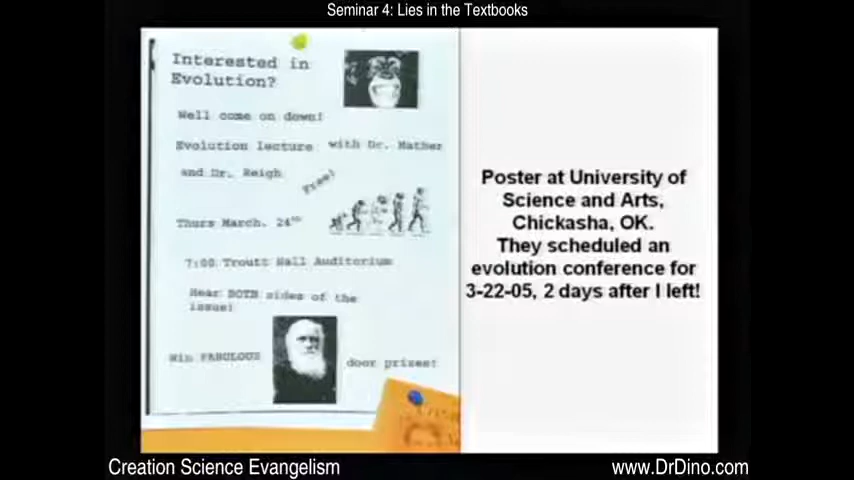 Seminar 4: Lies in the Textbooks
Interested in
Evolution?
Well come on down!
Evolution lecture with Dr. Mather
and Dr. Reigh
Free!
Thurs March. 24th
7:00 Troutt Hall Auditorium
Hear BOTH sides of the
issue!
Win FABULOUS door prizes!
Poster at University of
Science and Arts,
Chickasha, OK.
They scheduled an
evolution conference for
3-22-05, 2 days after I left!
Creation Science Evangelism
www.DrDino.com